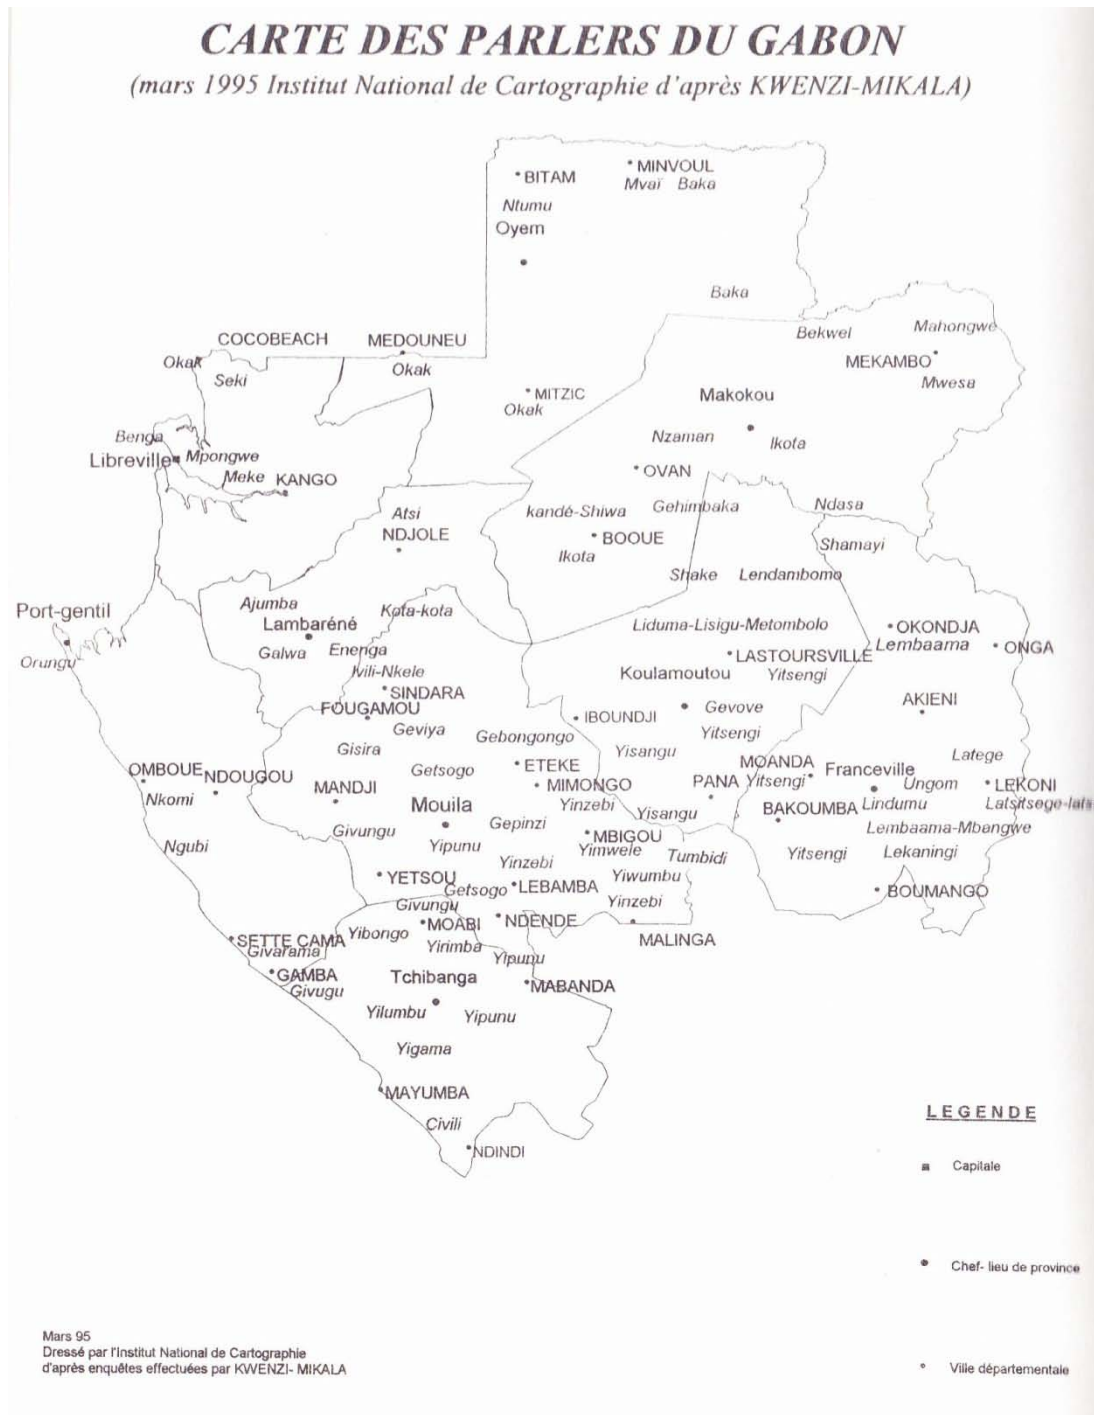 CARTE DES PARLERS DU GABON
(mars 1995 Institut National de Cartographie d'après KWENZI-MIKALA)
BITAM
MINVOUL
Mvaï Baka
Ntumu
Oyem
Baka
Bekwel
Mahongwe
COCOBEACH
MEDOUNEU
Okak
Seki
Okak
MEKAMBO
Mwesa
MITZIC
Okak
Makokou
Benga
Nzaman
Ikota
Libreville
Mpongwe
Meke
KANGO
OVAN
Atsi
NDJOLE
kandé-Shiwa
Gehimbaka
Ndasa
BOOUE
Ikota
Shamayi
Shake
Lendambomo
Port-gentil
Orungu
Ajumba
Lambaréné
Kota-kota
Galwa
Enenga
Ivili-Nkele
Liduma-Lisigu-Metombolo
OKONDJA
Lembaama
ONGA
LASTOURSVILLE
Koulamoutou
Yitsengi
SINDARA
FOUGAMOU
Geviya
Gisira
Gebongongo
IBOUNDJI
Gevove
AKIENI
Yitsengi
Yisangu
Latege
OMBOUE
NDOUGOU
Nkomi
MANDJI
Getsogo
ETEKE
MIMONGO
Yinzebi
MOANDA
PANA
Yitsengi
Franceville
Ungom
LEKONI
Lindumu
Latsitsege-lats
Mouila
Yisangu
BAKOUMBA
Ngubi
Givungu
Gepinzi
Yipunu
MBIGOU
Yimwele
Tumbidi
Lembaama-Mbangwe
Yitsengi
Lekaningi
Yinzebi
YETSOU
Getsogo
LEBAMBA
Yiwumbu
Yinzebi
BOUMANGO
Givungu
MOABI
NDENDE
MALINGA
SETTE CAMA
Givarama
Yibongo
Yirimba
Yipunu
GAMBA
Givugu
Tchibanga
MABANDA
Yilumbu
Yipunu
Yigama
MAYUMBA
Civili
NDINDI
LEGENDE
Capitale
Chef- lieu de province
Ville départementale
Mars 95
Dressé par l'Institut National de Cartographie
d'après enquêtes effectuées par KWENZI- MIKALA